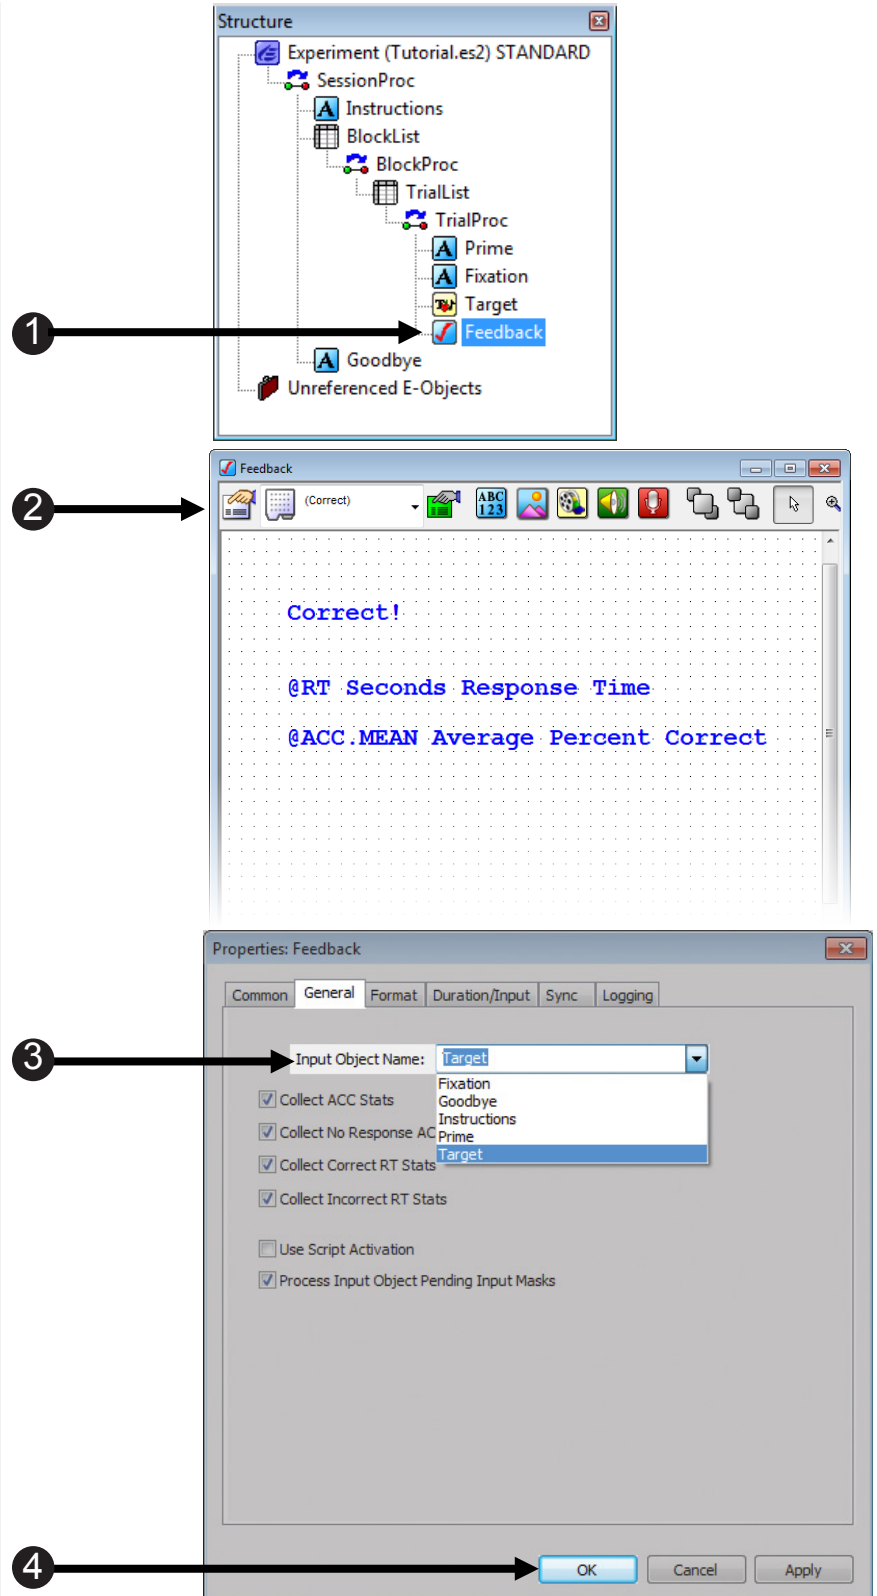 Structure
Experiment (Tutorial.es2) STANDARD
SessionProc
A Instructions
BlockList
BlockProc
TrialList
TrialProc
A Prime
A Fixation
Target
1
Feedback
A Goodbye
Unreferenced E-Objects
Feedback
2
(Correct)
ABC
123
Correct!
@RT Seconds Response Time
@ACC.MEAN Average Percent Correct
Properties: Feedback
Common General Format Duration/Input Sync Logging
3
Input Object Name: Target
Fixation
Goodbye
Instructions
Prime
Target
Collect ACC Stats
Collect No Response AC
Collect Correct RT Stats
Collect Incorrect RT Stats
Use Script Activation
Process Input Object Pending Input Masks
4
OK Cancel Apply